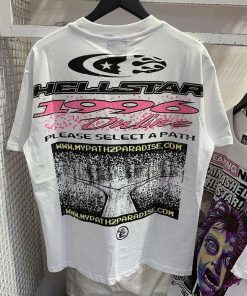 HELLSTAR
1996
Online
PLEASE SELECT A PATH
WWW.MYPATH2PARADISE.COM
WWW.MYPATH2PARADISE.COM